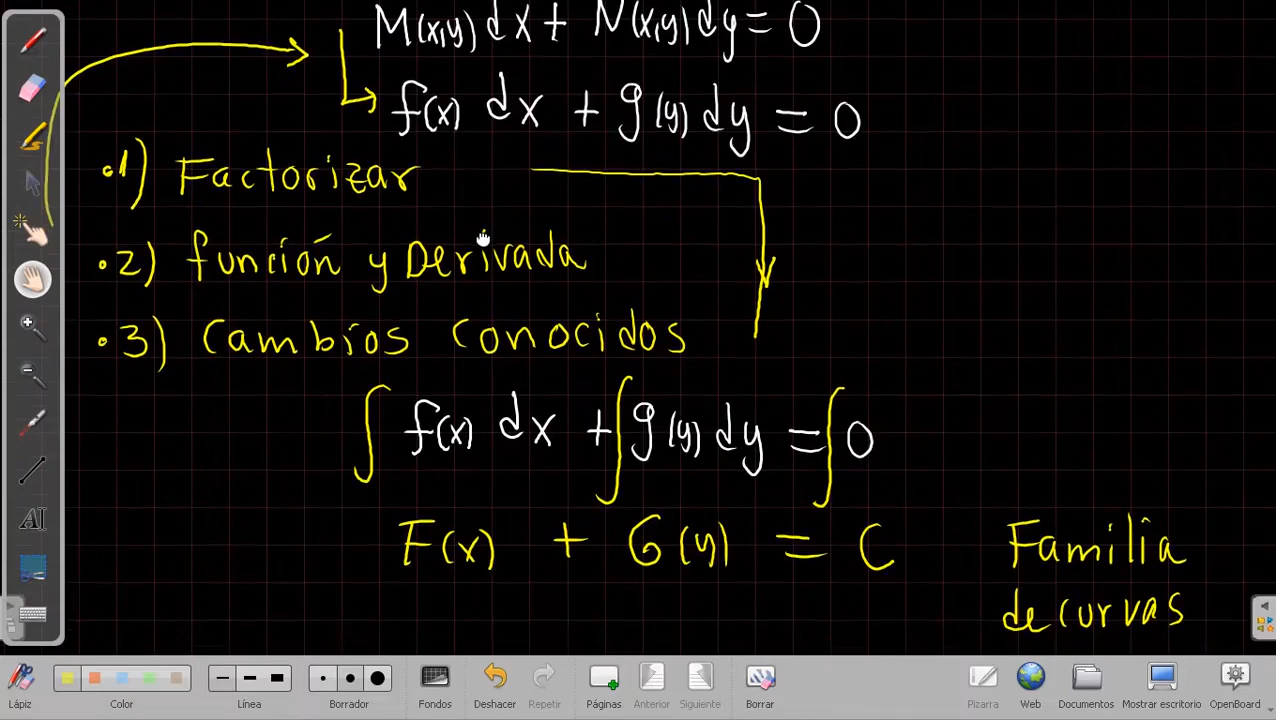 M(x,y) dx + N(x,y) dy = 0
f(x) dx + g(y) dy = 0
.1) Factorizar
.2) función y Derivada
.3) Cambios conocidos
∫ f(x) dx + ∫ g(y) dy = ∫ 0
F(x) + G(y) = C
Familia
de curvas
AI
Lápiz Color Línea Borrador Fondos Deshacer Repetir Páginas Anterior Siguiente Borrar Pizarra Web Documentos Mostrar escritorio OpenBoard